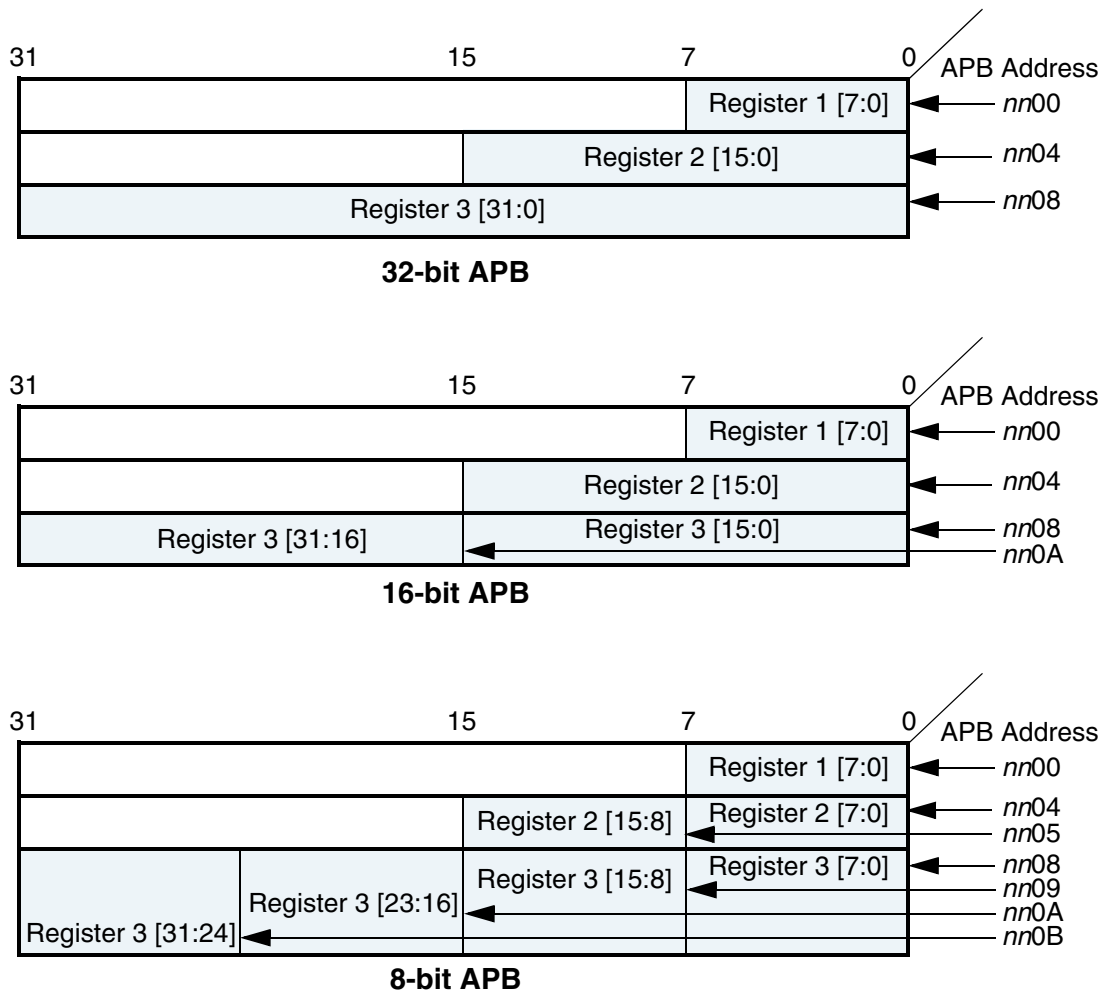 31 15 7 0
APB Address
Register 1 [7:0] nn00
Register 2 [15:0] nn04
Register 3 [31:0] nn08
32-bit APB
31 15 7 0
APB Address
Register 1 [7:0] nn00
Register 2 [15:0] nn04
Register 3 [31:16] Register 3 [15:0] nn08
nn0A
16-bit APB
31 15 7 0
APB Address
Register 1 [7:0] nn00
Register 2 [15:8] Register 2 [7:0] nn04
nn05
Register 3 [7:0] nn08
Register 3 [15:8] nn09
Register 3 [23:16] nn0A
Register 3 [31:24] nn0B
8-bit APB